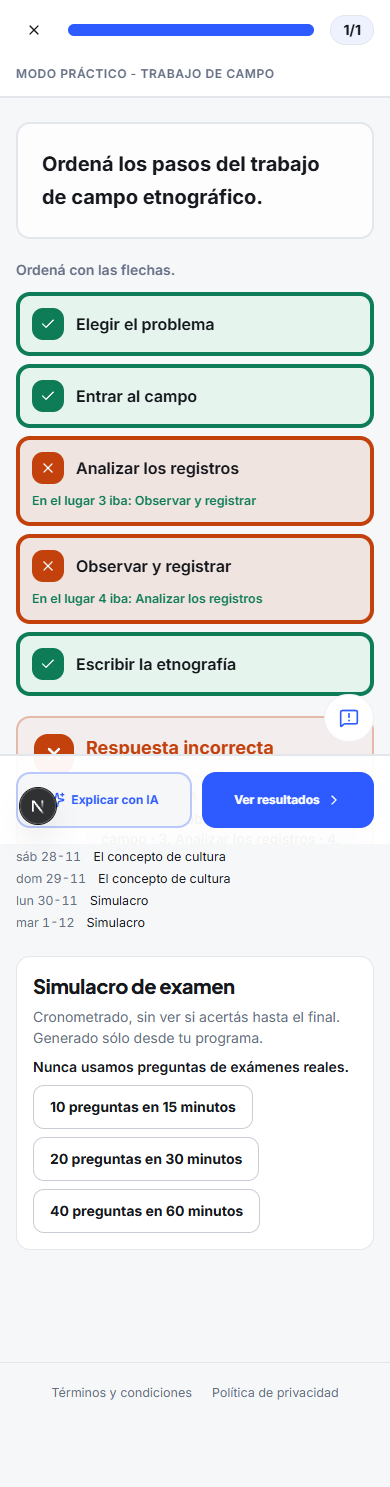 1/1
MODO PRÁCTICO - TRABAJO DE CAMPO
Ordená los pasos del trabajo
de campo etnográfico.
Ordená con las flechas.
Elegir el problema
Entrar al campo
Analizar los registros
En el lugar 3 iba: Observar y registrar
Observar y registrar
En el lugar 4 iba: Analizar los registros
Escribir la etnografía
Respuesta incorrecta
N
Explicar con IA
Ver resultados
campo · 3. Analizar los registros · 4.
sáb 28-11 El concepto de cultura
dom 29-11 El concepto de cultura
lun 30-11 Simulacro
mar 1-12 Simulacro
Simulacro de examen
Cronometrado, sin ver si acertás hasta el final.
Generado sólo desde tu programa.
Nunca usamos preguntas de exámenes reales.
10 preguntas en 15 minutos
20 preguntas en 30 minutos
40 preguntas en 60 minutos
Términos y condiciones Política de privacidad